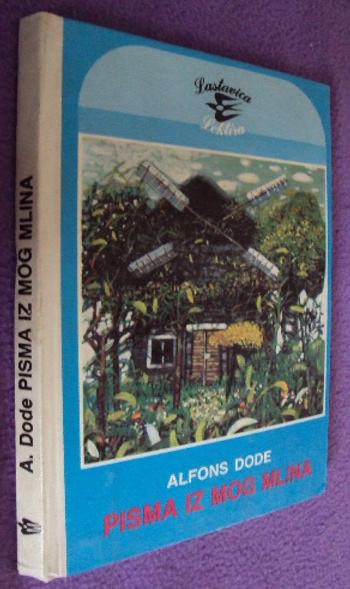 Lastavica
Lektira
ALFONS DODE
PISMA IZ MOG MLINA
A. Dode PISMA IZ MOG MLINA